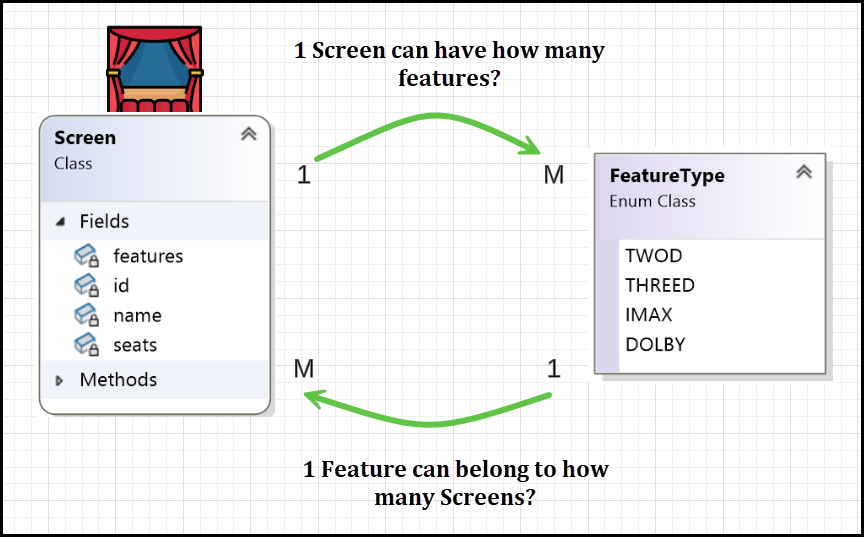 1 Screen can have how many
features?
Screen
Class
Fields
features
id
name
seats
Methods
1
M
FeatureType
Enum Class
TWOD
THREED
IMAX
DOLBY
M
1
1 Feature can belong to how
many Screens?